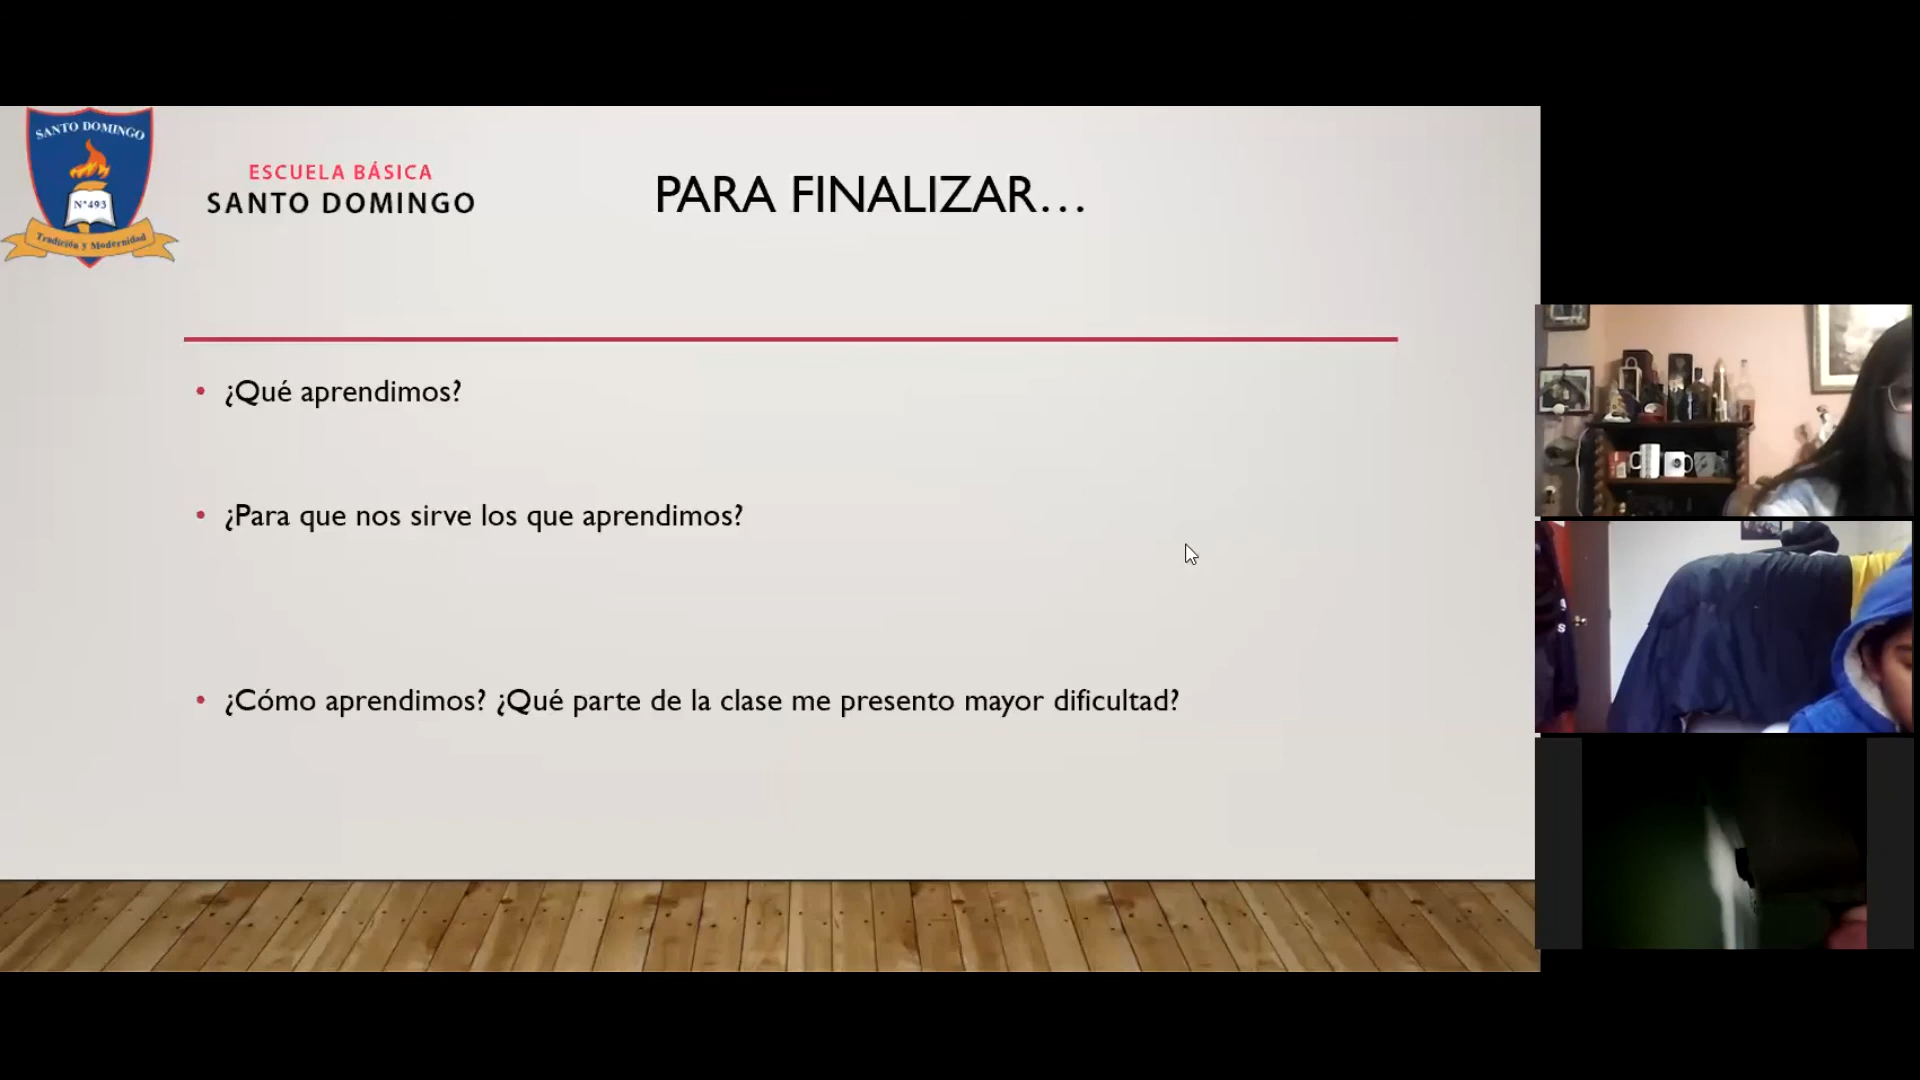 SANTO DOMINGO
N°493
Tradición y Modernidad
ESCUELA BÁSICA
SANTO DOMINGO
PARA FINALIZAR...
• ¿Qué aprendimos?
• ¿Para que nos sirve los que aprendimos?
• ¿Cómo aprendimos? ¿Qué parte de la clase me presento mayor dificultad?